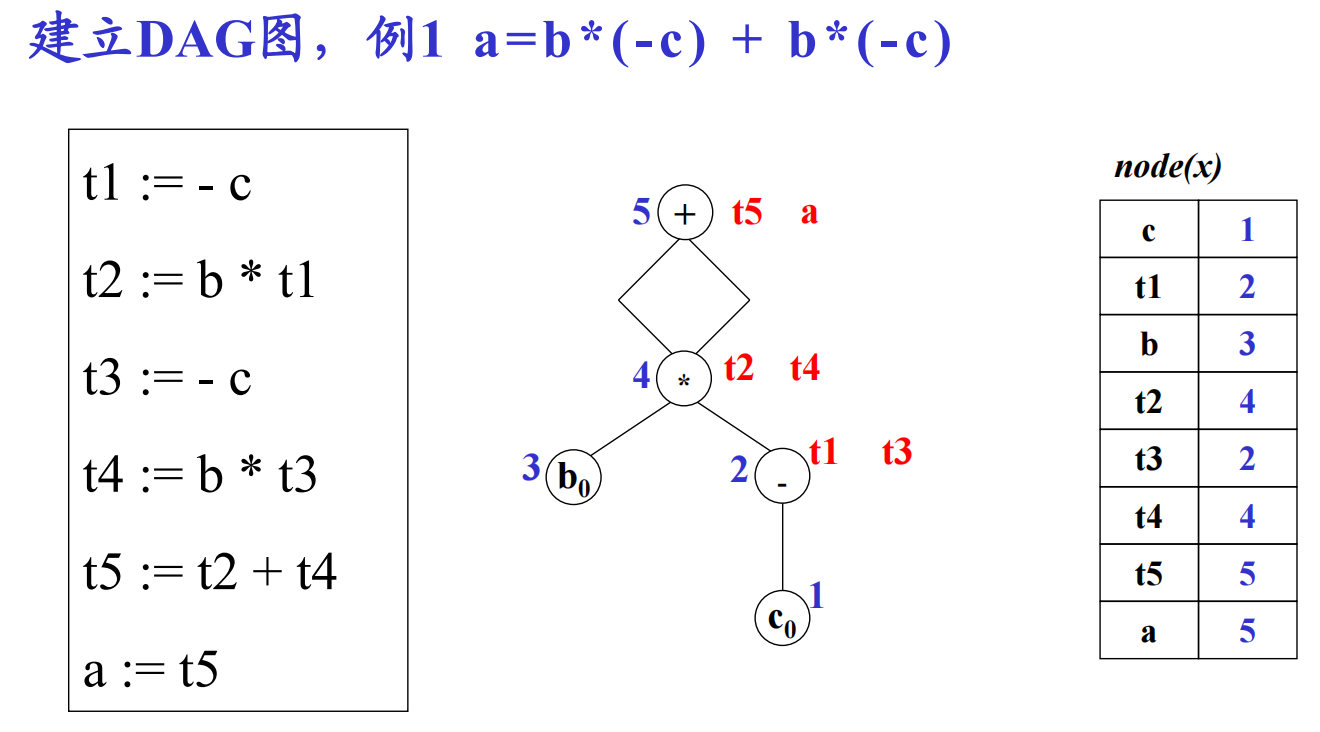 建立DAG图，例1 a=b*(-c) + b*(-c)
t1 := - c
t2 := b * t1
t3 := - c
t4 := b * t3
t5 := t2 + t4
a := t5
5 + t5 a
4 * t2 t4
3 b0 2 - t1 t3
c0 1
node(x)
c 1
t1 2
b 3
t2 4
t3 2
t4 4
t5 5
a 5